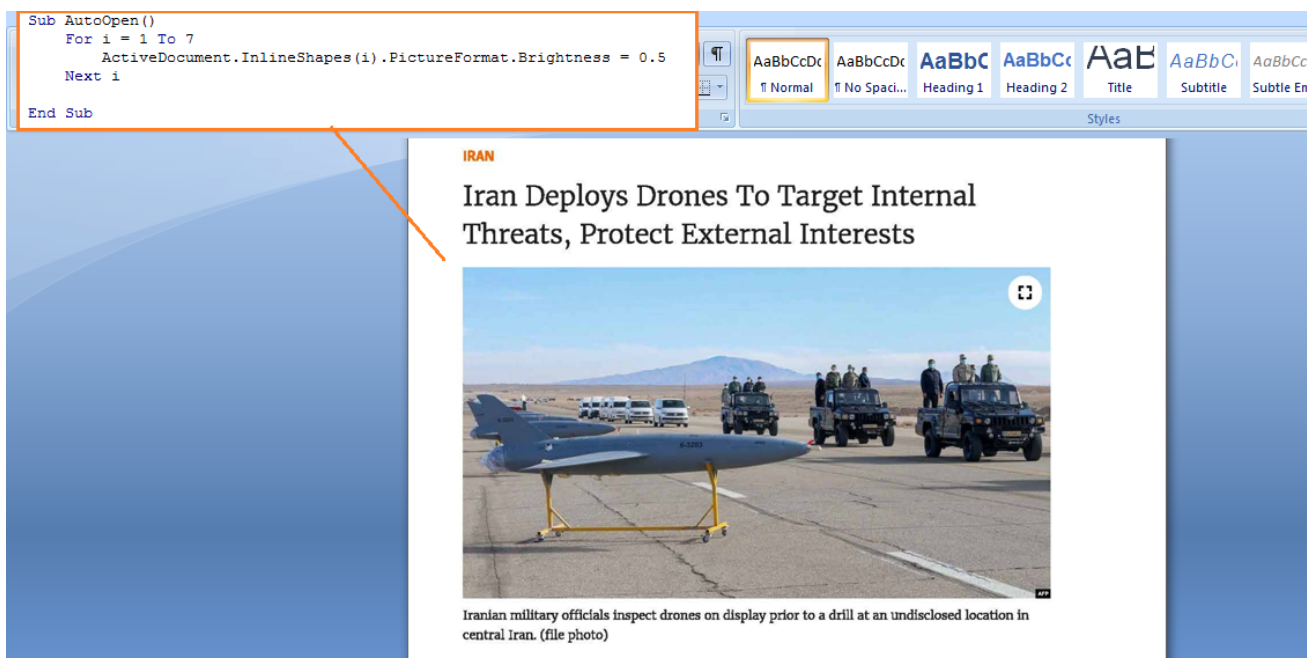 Sub AutoOpen()
For i = 1 To 7
ActiveDocument.InlineShapes(i).PictureFormat.Brightness = 0.5
Next i
End Sub
¶
AaBbCcDc AaBbCcDc AaBbC AaBbCc AaB AaBbC AaBbCc
¶ Normal ¶ No Spaci... Heading 1 Heading 2 Title Subtitle Subtle Em
Styles
IRAN
Iran Deploys Drones To Target Internal
Threats, Protect External Interests
AFP
Iranian military officials inspect drones on display prior to a drill at an undisclosed location in
central Iran. (file photo)